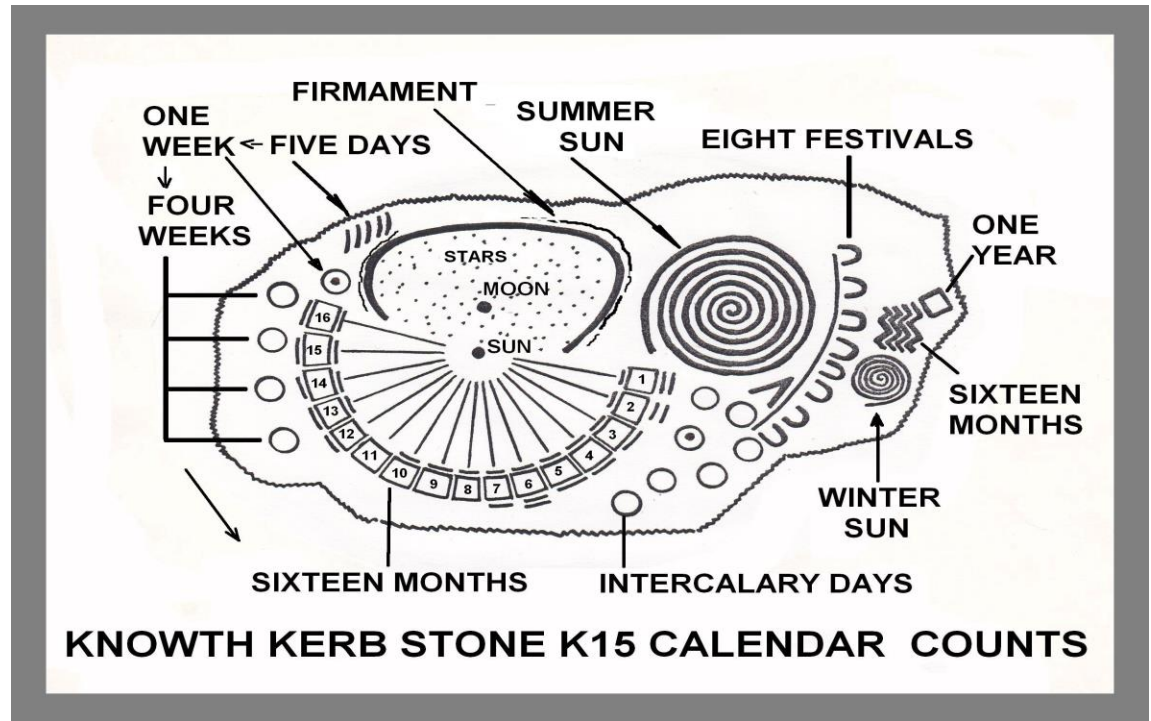 FIRMAMENT
ONE
WEEK
FIVE DAYS
FOUR
WEEKS
SUMMER
SUN
EIGHT FESTIVALS
ONE
YEAR
STARS
MOON
SUN
16
15
14
13
12
11
10
9
8
7
6
5
4
3
2
1
SIXTEEN
MONTHS
WINTER
SUN
SIXTEEN MONTHS
INTERCALARY DAYS
KNOWTH KERB STONE K15 CALENDAR COUNTS